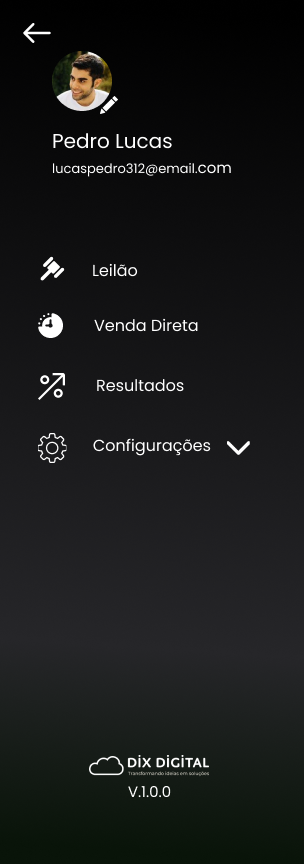 Pedro Lucas
lucaspedro312@email.com
Leilão
Venda Direta
Resultados
Configurações
DIX DIGITAL
Transformando ideias em soluções
V.1.0.0